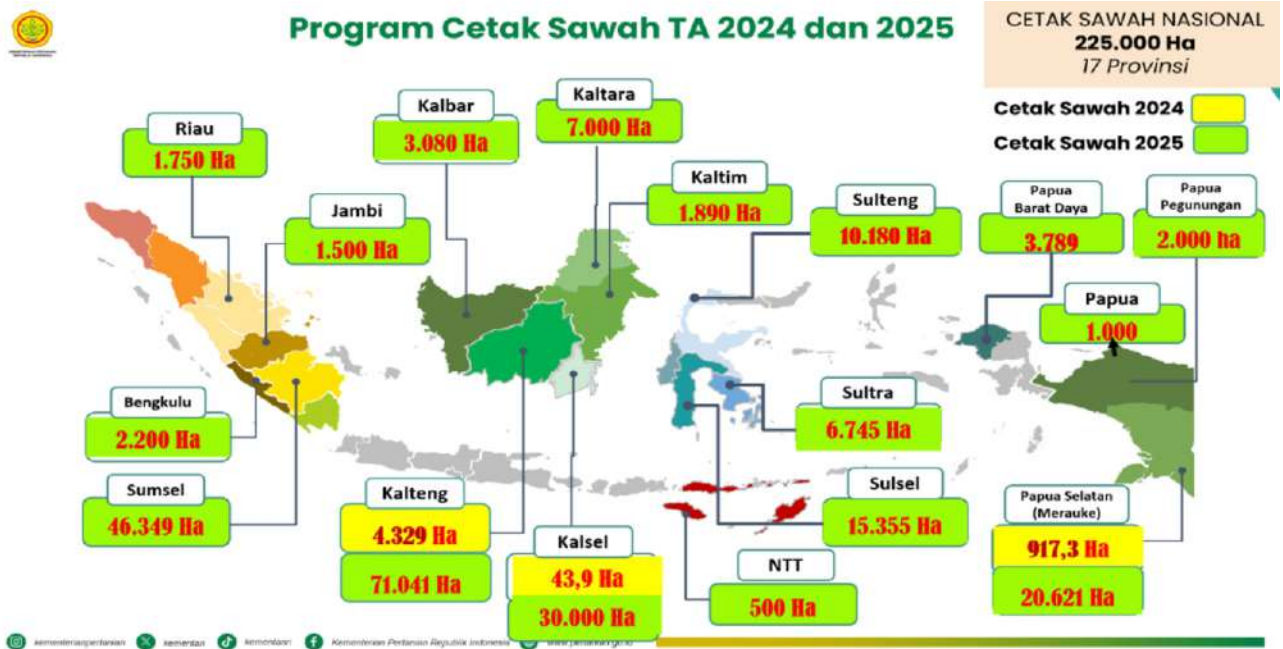 Program Cetak Sawah TA 2024 dan 2025
CETAK SAWAH NASIONAL
225.000 Ha
17 Provinsi
Cetak Sawah 2024
Cetak Sawah 2025
Riau
1.750 Ha
Kalbar
3.080 Ha
Kaltara
7.000 Ha
Jambi
1.500 Ha
Kaltim
1.890 Ha
Sulteng
10.180 Ha
Papua
Barat Daya
3.789
Papua
Pegunungan
2.000 ha
Papua
1.000
Bengkulu
2.200 Ha
Sumsel
46.349 Ha
Kalteng
4.329 Ha
71.041 Ha
Kalsel
43,9 Ha
30.000 Ha
Sultra
6.745 Ha
Sulsel
15.355 Ha
NTT
500 Ha
Papua Selatan
(Merauke)
917,3 Ha
20.621 Ha
kementerianpertanian
kementan
kementann
Kementerian Pertanian Republik Indonesia